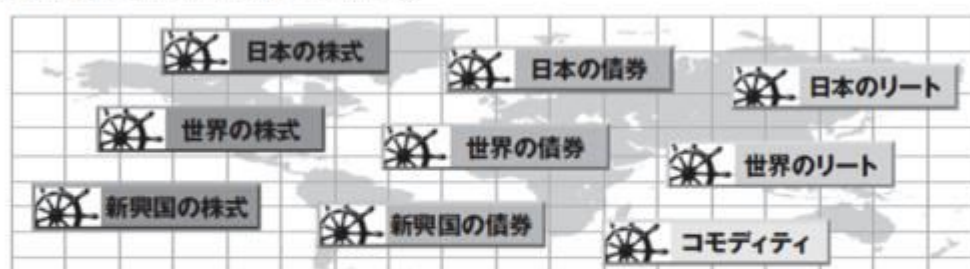 日本の株式
日本の債券
日本のリート
世界の株式
世界の債券
世界のリート
新興国の株式
新興国の債券
コモディティ